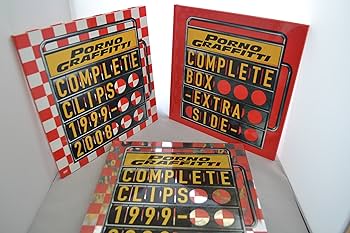 PORNO
GRAFFITTI
COMPLETE
CLIPS
1999-
2008
PORNO
GRAFFITTI
COMPLETE
BOX
-EXTRA
SIDE-
PORNO
GRAFFITTI
COMPLETE
CLIPS
1999-